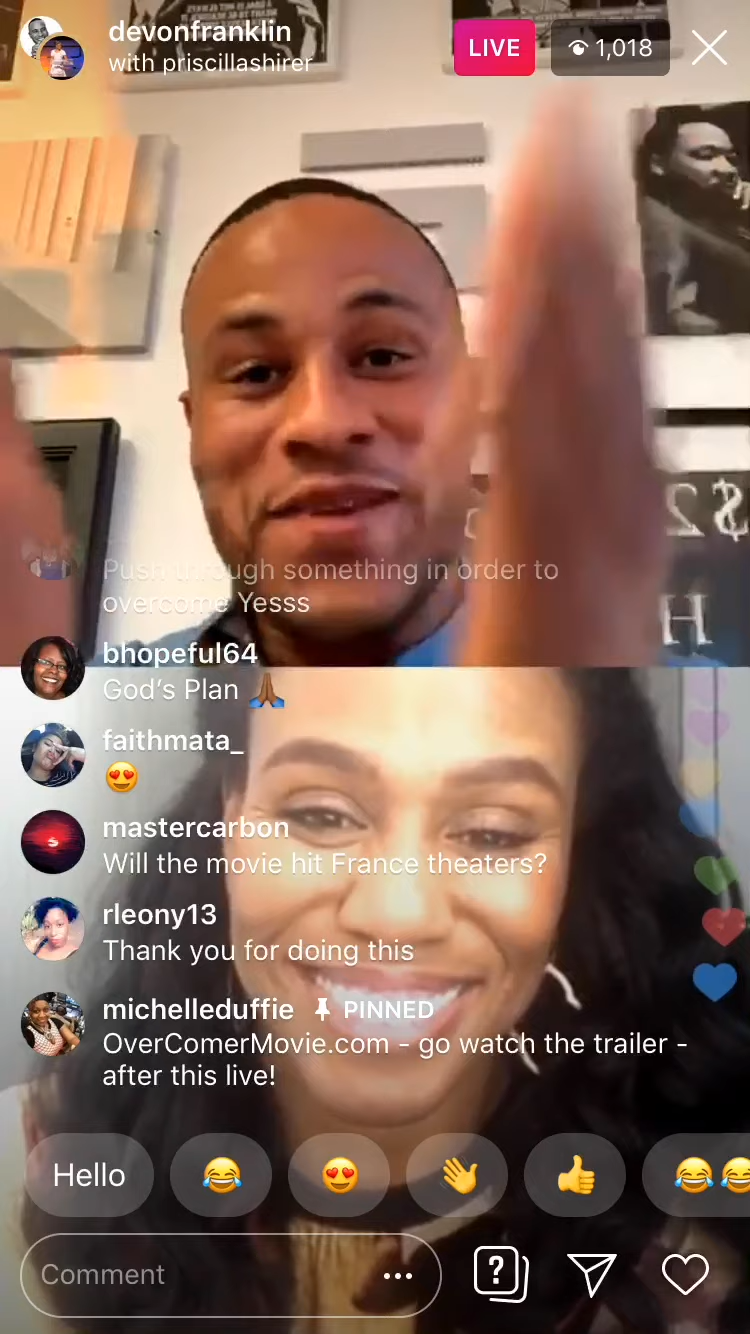 devonfranklin
with priscillashirer
LIVE
1,018
$2
H
Push through something in order to
overcome Yesss
bhopeful64
God's Plan 🙏🏾
faithmata_
😍
mastercarbon
Will the movie hit France theaters?
rleony13
Thank you for doing this
michelleduffie PINNED
OverComerMovie.com - go watch the trailer -
after this live!
Hello 😂 😍 👋 👍 😂😂
Comment
?